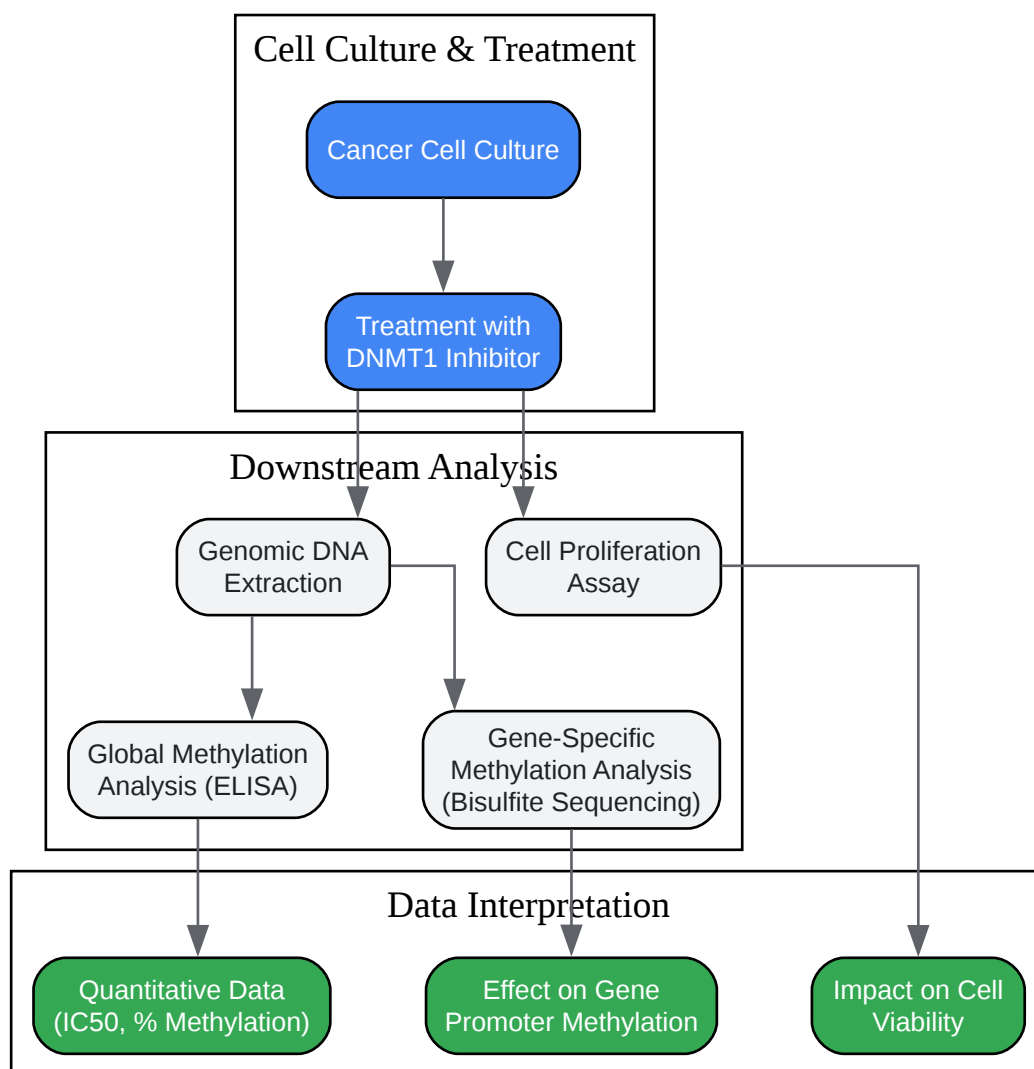 Cell Culture & Treatment
Cancer Cell Culture
Treatment with
DNMT1 Inhibitor
Downstream Analysis
Genomic DNA
Extraction
Cell Proliferation
Assay
Global Methylation
Analysis (ELISA)
Gene-Specific
Methylation Analysis
(Bisulfite Sequencing)
Data Interpretation
Quantitative Data
(IC50, % Methylation)
Effect on Gene
Promoter Methylation
Impact on Cell
Viability